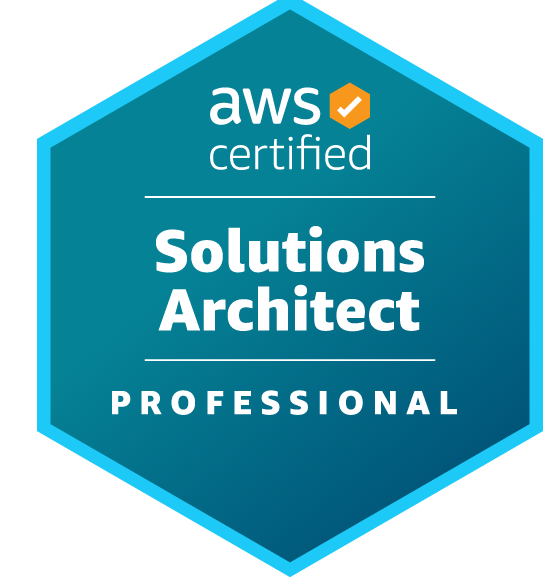 aws
certified
Solutions
Architect
PROFESSIONAL